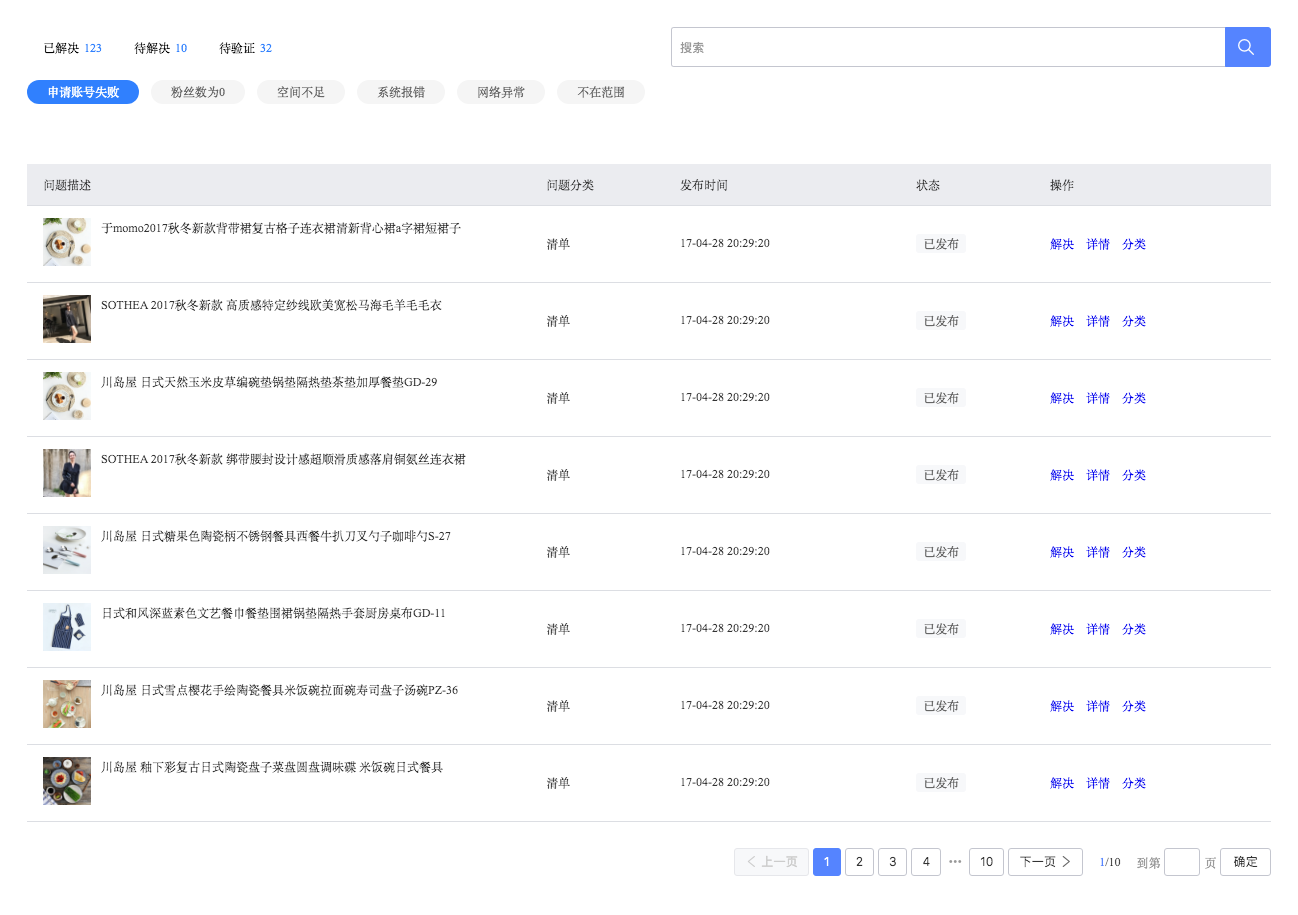 已解决 123 待解决 10 待验证 32
搜索
申请账号失败 粉丝数为0 空间不足 系统报错 网络异常 不在范围
问题描述 问题分类 发布时间 状态 操作
于momo2017秋冬新款背带裙复古格子连衣裙清新背心裙a字裙短裙子
清单 17-04-28 20:29:20 已发布 解决 详情 分类
SOTHEA 2017秋冬新款 高质感特定纱线欧美宽松马海毛羊毛毛衣
清单 17-04-28 20:29:20 已发布 解决 详情 分类
川岛屋 日式天然玉米皮草编碗垫锅垫隔热垫茶垫加厚餐垫GD-29
清单 17-04-28 20:29:20 已发布 解决 详情 分类
SOTHEA 2017秋冬新款 绑带腰封设计感超顺滑质感落肩铜氨丝连衣裙
清单 17-04-28 20:29:20 已发布 解决 详情 分类
川岛屋 日式糖果色陶瓷柄不锈钢餐具西餐牛扒刀叉勺子咖啡勺S-27
清单 17-04-28 20:29:20 已发布 解决 详情 分类
日式和风深蓝素色文艺餐巾餐垫围裙锅垫隔热手套厨房桌布GD-11
清单 17-04-28 20:29:20 已发布 解决 详情 分类
川岛屋 日式雪点樱花手绘陶瓷餐具米饭碗拉面碗寿司盘子汤碗PZ-36
清单 17-04-28 20:29:20 已发布 解决 详情 分类
川岛屋 釉下彩复古日式陶瓷盘子菜盘圆盘调味碟 米饭碗日式餐具
清单 17-04-28 20:29:20 已发布 解决 详情 分类
上一页 1 2 3 4 ••• 10 下一页 1/10 到第 页 确定